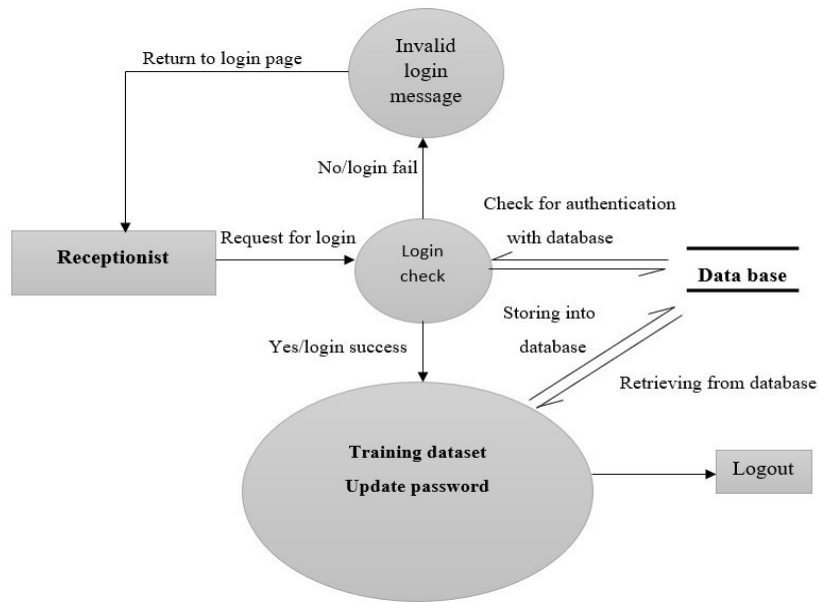 Invalid
login
message
Return to login page
No/login fail
Receptionist
Request for login
Login
check
Check for authentication
with database
Data base
Yes/login success
Storing into
database
Retrieving from database
Training dataset
Update password
Logout